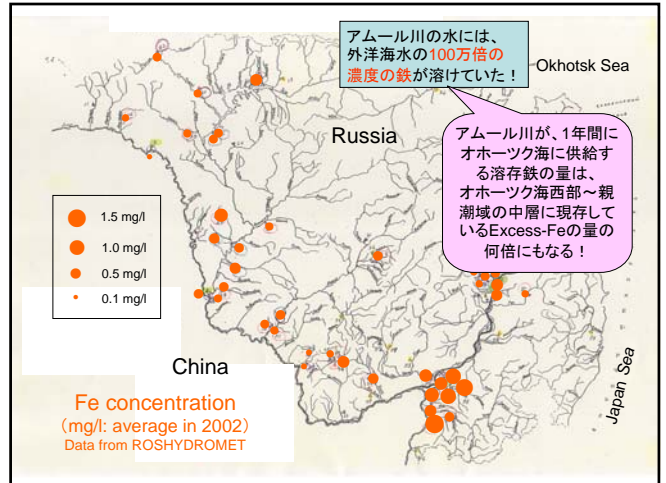 アムール川の水には、
外洋海水の100万倍の
濃度の鉄が溶けていた！
Okhotsk Sea
Russia
アムール川が、1年間に
オホーツク海に供給す
る溶存鉄の量は、
オホーツク海西部～親
潮域の中層に現存して
いるExcess-Feの量の
何倍にもなる！
1.5 mg/l
1.0 mg/l
0.5 mg/l
0.1 mg/l
China
Japan Sea
Fe concentration
（mg/l: average in 2002)
Data from ROSHYDROMET